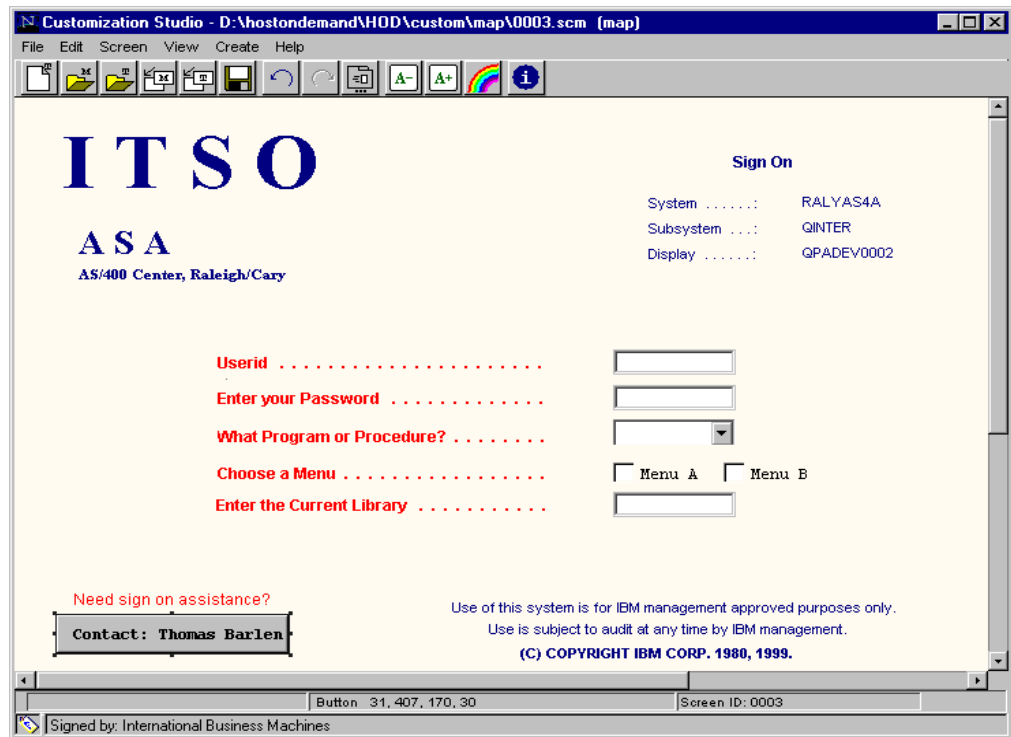 Customization Studio - D:\hostondemand\HOD\custom\map\0003.scm (map)
File Edit Screen View Create Help
T M T M T A- A+ i
I T S O
Sign On
System ......: RALYAS4A
Subsystem ...: QINTER
Display ......: QPADEV0002
A S A
AS/400 Center, Raleigh/Cary
Userid . . . . . . . . . . . . . . . . . . . . . .
Enter your Password . . . . . . . . . . . . .
What Program or Procedure? . . . . . . . .
Choose a Menu . . . . . . . . . . . . . . . . . Menu A Menu B
Enter the Current Library . . . . . . . . . . .
Need sign on assistance?
Contact: Thomas Barlen
Use of this system is for IBM management approved purposes only.
Use is subject to audit at any time by IBM management.
(C) COPYRIGHT IBM CORP. 1980, 1999.
Button 31, 407, 170, 30 Screen ID: 0003
Signed by: International Business Machines